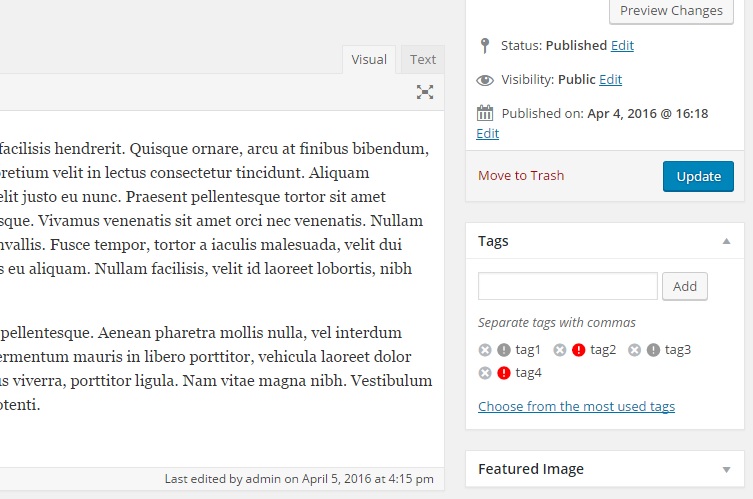 Visual Text
facilisis hendrerit. Quisque ornare, arcu at finibus bibendum,
pretium velit in lectus consectetur tincidunt. Aliquam
elit justo eu nunc. Praesent pellentesque tortor sit amet
sque. Vivamus venenatis sit amet orci nec venenatis. Nullam
nvallis. Fusce tempor, tortor a iaculis malesuada, velit dui
s eu aliquam. Nullam facilisis, velit id laoreet lobortis, nibh
pellentesque. Aenean pharetra mollis nulla, vel interdum
ermentum mauris in libero porttitor, vehicula laoreet dolor
us viverra, porttitor ligula. Nam vitae magna nibh. Vestibulum
otenti.
Last edited by admin on April 5, 2016 at 4:15 pm
Preview Changes
Status: Published Edit
Visibility: Public Edit
Published on: Apr 4, 2016 @ 16:18
Edit
Move to Trash Update
Tags
Add
Separate tags with commas
tag1 tag2 tag3
tag4
Choose from the most used tags
Featured Image